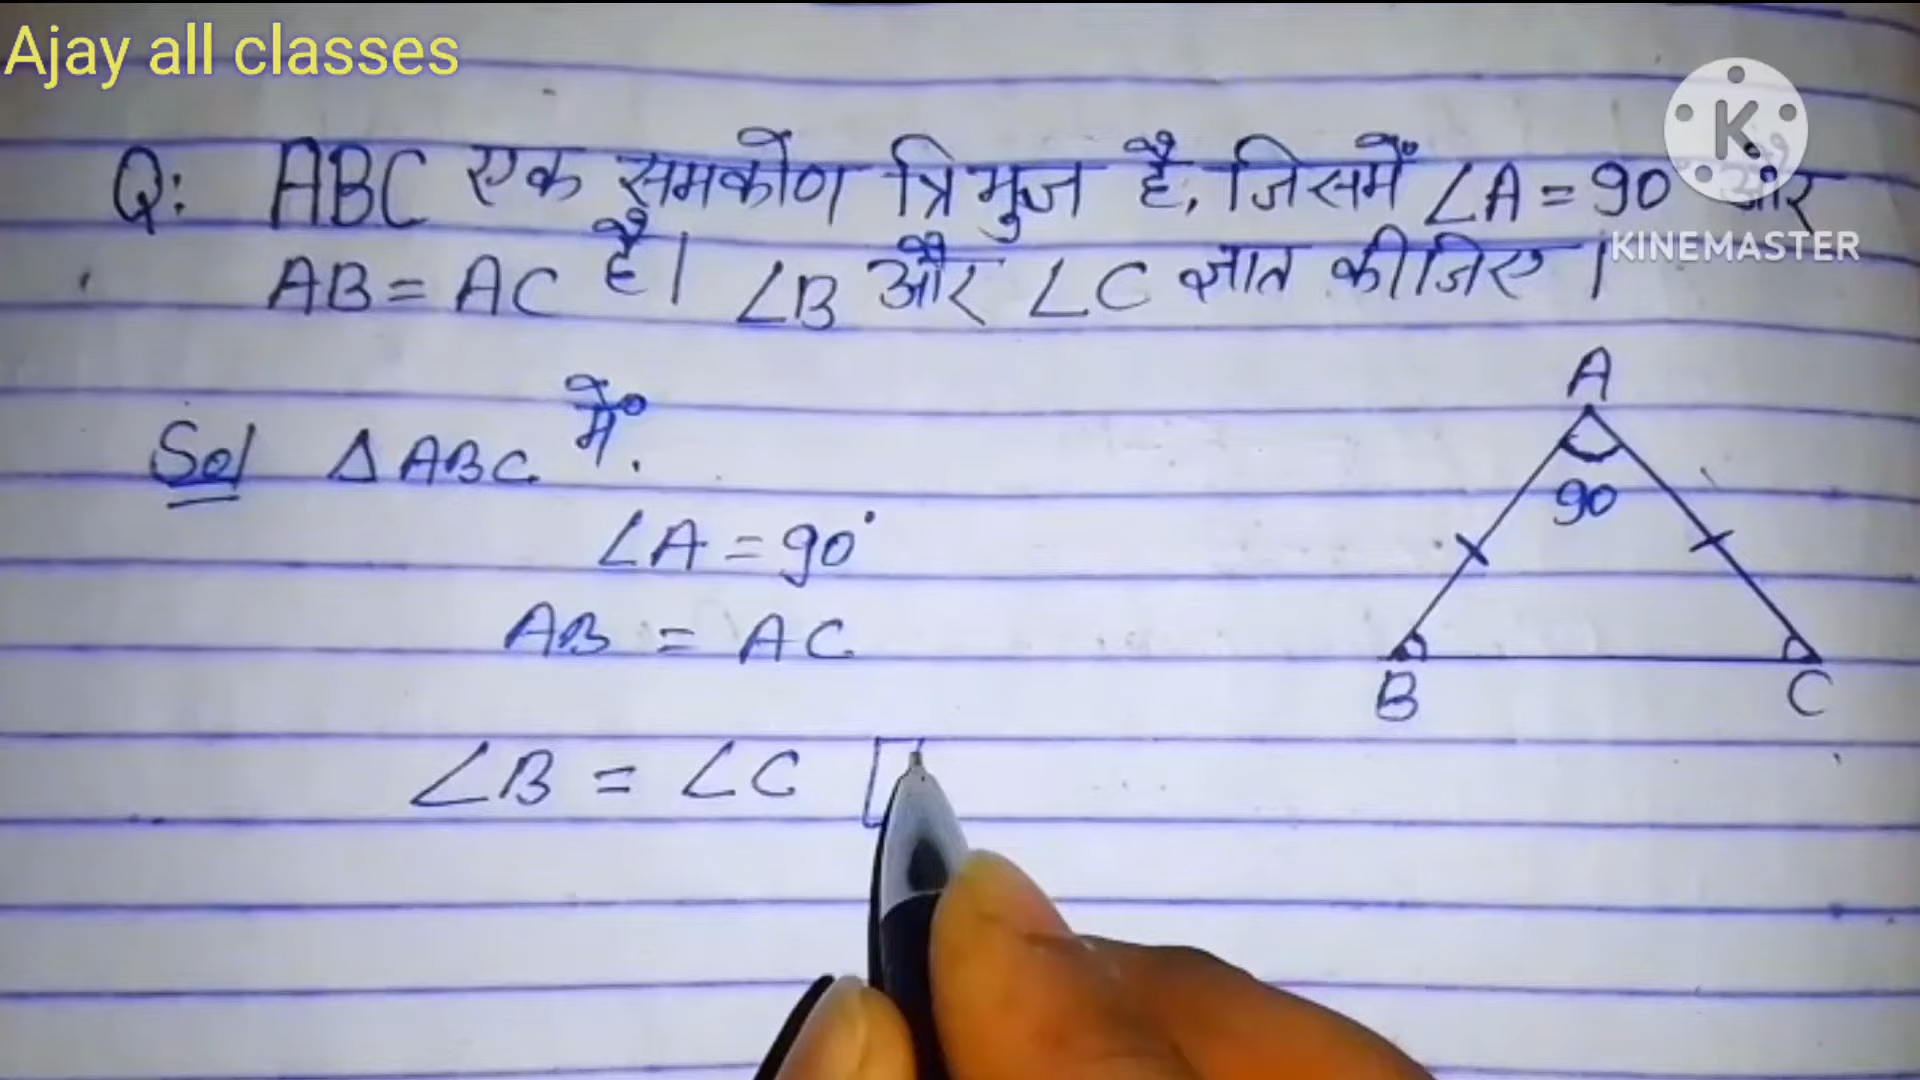 Ajay all classes
Q: ABC एक समकोण त्रिभुज है, जिसमें ∠A = 90 और
KINEMASTER
AB = AC है। ∠B और ∠C ज्ञात कीजिए।
Sol ΔABC में.
∠A = 90°
AB = AC
∠B = ∠C [
A
90
B
C
K